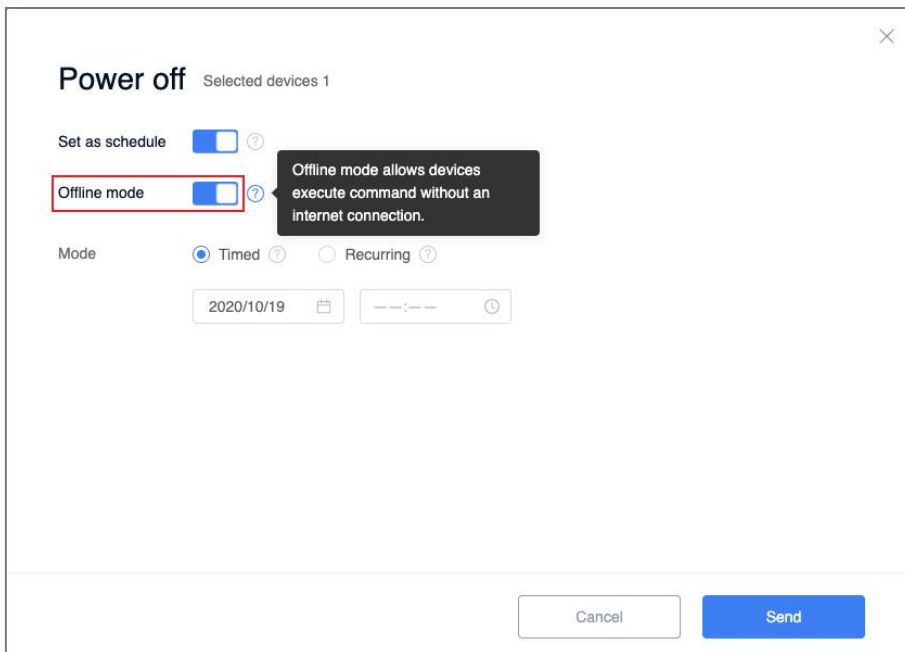 Power off Selected devices 1
Set as schedule ?
Offline mode ?
Offline mode allows devices
execute command without an
internet connection.
Mode Timed ? Recurring ?
2020/10/19 --:--
Cancel Send